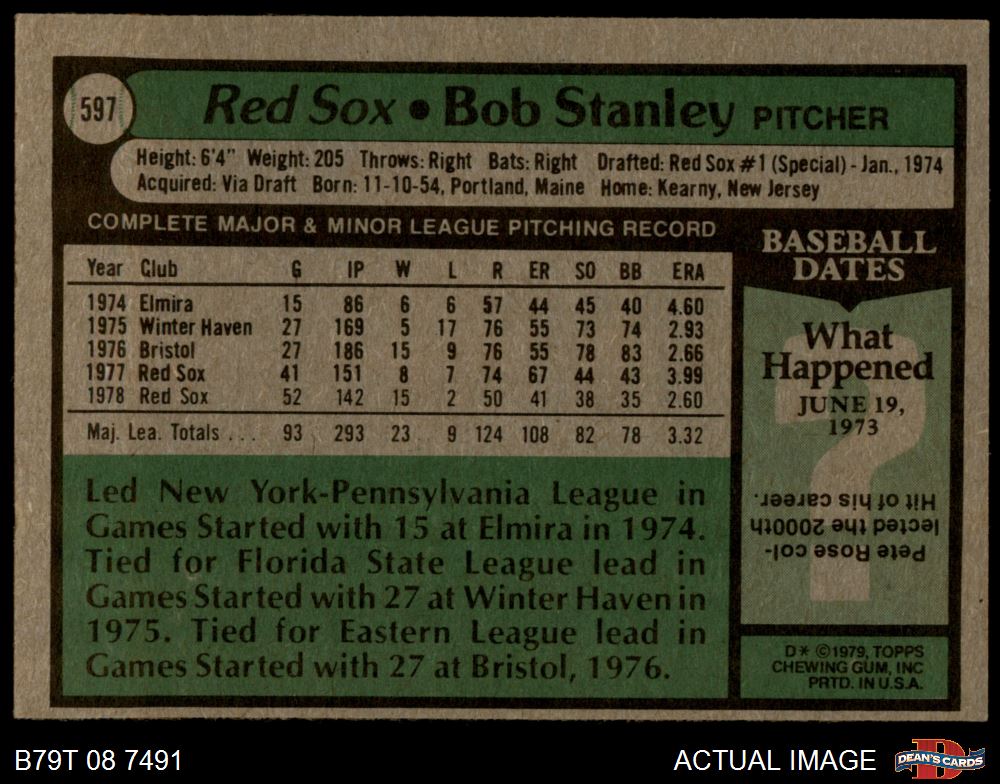 597 Red Sox • Bob Stanley PITCHER
Height: 6'4" Weight: 205 Throws: Right Bats: Right Drafted: Red Sox #1 (Special) - Jan., 1974
Acquired: Via Draft Born: 11-10-54, Portland, Maine Home: Kearny, New Jersey
COMPLETE MAJOR & MINOR LEAGUE PITCHING RECORD
Year Club G IP W L R ER SO BB ERA
1974 Elmira 15 86 6 6 57 44 45 40 4.60
1975 Winter Haven 27 169 5 17 76 55 73 74 2.93
1976 Bristol 27 186 15 9 76 55 78 83 2.66
1977 Red Sox 41 151 8 7 74 67 44 43 3.99
1978 Red Sox 52 142 15 2 50 41 38 35 2.60
Maj. Lea. Totals . . . 93 293 23 9 124 108 82 78 3.32
Led New York-Pennsylvania League in
Games Started with 15 at Elmira in 1974.
Tied for Florida State League lead in
Games Started with 27 at Winter Haven in
1975. Tied for Eastern League lead in
Games Started with 27 at Bristol, 1976.
BASEBALL
DATES
What
Happened
JUNE 19,
1973
?
Pete Rose col-
lected the 2000th
Hit of his career.
D* ©1979, TOPPS
CHEWING GUM, INC
PRTD. IN U.S.A.
B79T 08 7491
ACTUAL IMAGE
D
DEAN'S CARDS